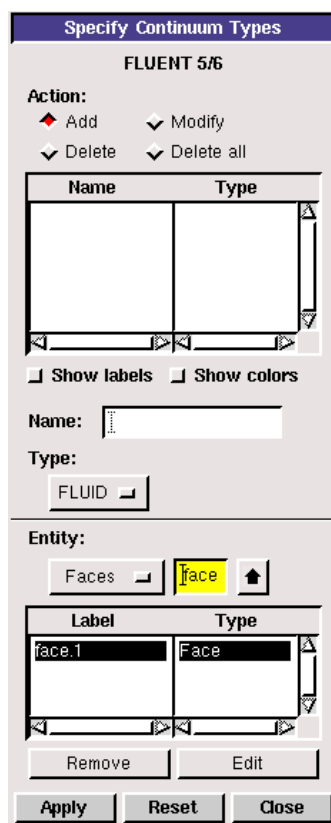 Specify Continuum Types
FLUENT 5/6
Action:
Add Modify
Delete Delete all
Name Type
Show labels Show colors
Name:
Type:
FLUID
Entity:
Faces face
Label Type
face.1 Face
Remove Edit
Apply Reset Close